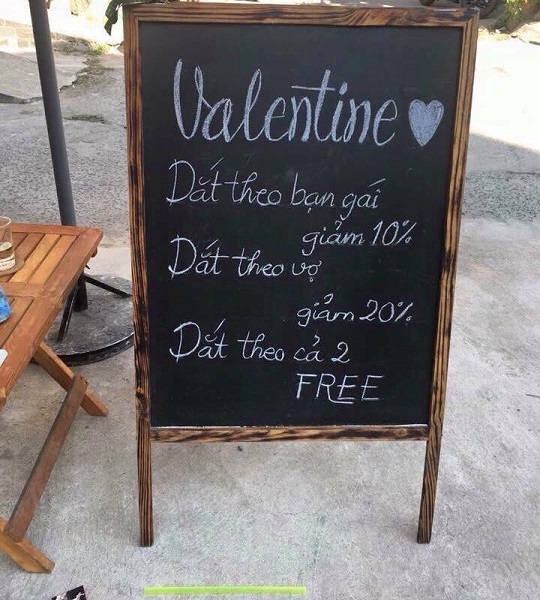 Valentine
Dắt theo bạn gái
giảm 10%
Dắt theo vợ
giảm 20%
Dắt theo cả 2
FREE